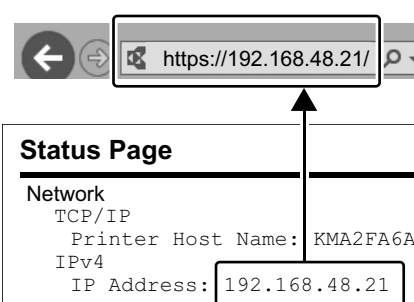 https://192.168.48.21/
Status Page
Network
TCP/IP
Printer Host Name: KMA2FA6A
IPv4
IP Address: 192.168.48.21